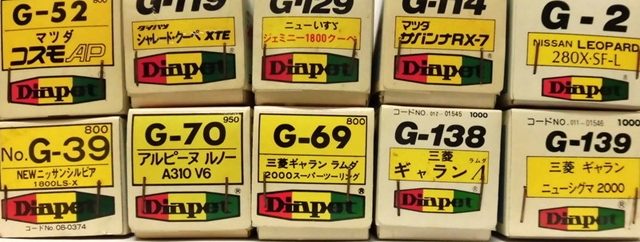 G-52
マツダ
コスモAP
Diapet
G-119
ダイハツ
シャレード・クーペ XTE
Diapet
G-129
ニューいすゞ
ジェミニー1800クーペ
Diapet
G-114
マツダ
サバンナRX-7
Diapet
G-2
NISSAN LEOPARD
280X·SF-L
Diapet
800
No.G-39
NEWニッサンシルビア
1800LS-X
Diapet
コードNo.08-0374
950
G-70
アルピーヌ ルノー
A310 V6
Diapet
800
G-69
三菱ギャラン ラムダ
2000スーパーツーリング
Diapet
コードNO. 012-01545 1000
G-138
三菱
ラムダ
ギャランΛ
Diapet
コードNO. 011-01546 1000
G-139
三菱 ギャラン
ニューシグマ2000
Diapet